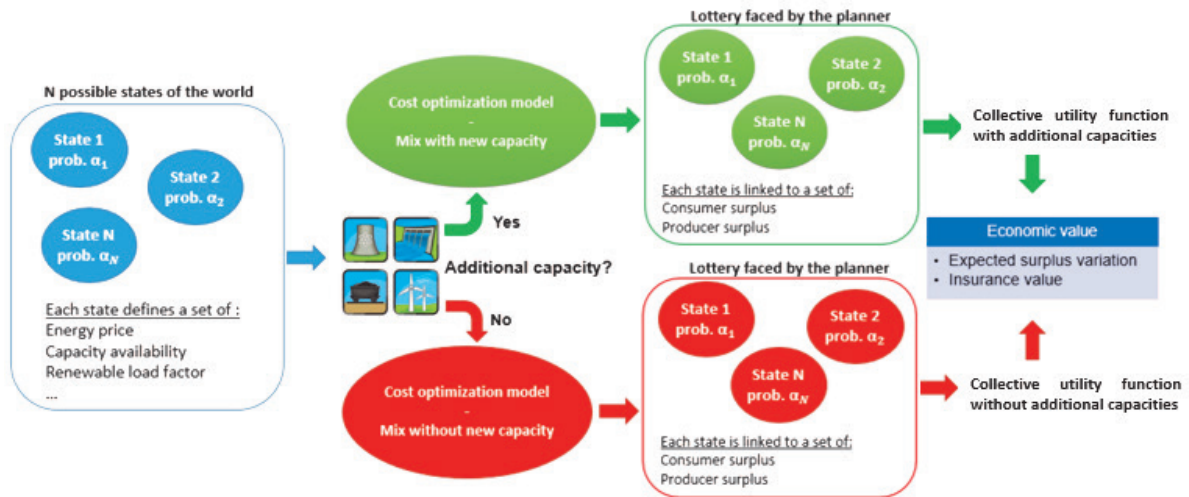 N possible states of the world
State 1
prob. α1
State 2
prob. α2
State N
prob. αN
Each state defines a set of :
Energy price
Capacity availability
Renewable load factor
...
Additional capacity?
Yes
No
Cost optimization model
-
Mix with new capacity
Cost optimization model
-
Mix without new capacity
Lottery faced by the planner
State 1
prob. α1
State 2
prob. α2
State N
prob. αN
Each state is linked to a set of:
Consumer surplus
Producer surplus
Lottery faced by the planner
State 1
prob. α1
State 2
prob. α2
State N
prob. αN
Each state is linked to a set of:
Consumer surplus
Producer surplus
Collective utility function
with additional capacities
Economic value
• Expected surplus variation
• Insurance value
Collective utility function
without additional capacities